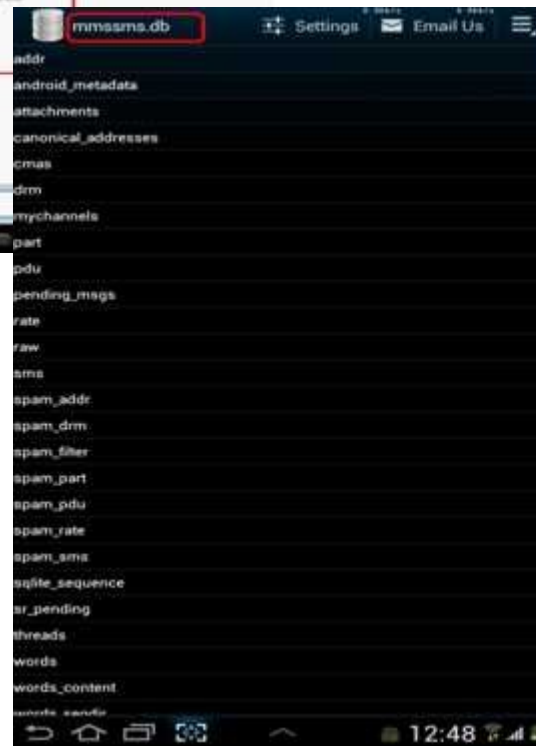 mmssms.db
Settings
Email Us
addr
android_metadata
attachments
canonical_addresses
cmas
drm
mychannels
part
pdu
pending_msgs
rate
raw
sms
spam_addr
spam_drm
spam_filter
spam_part
spam_pdu
spam_rate
spam_sms
sqlite_sequence
sr_pending
threads
words
words_content
12:48